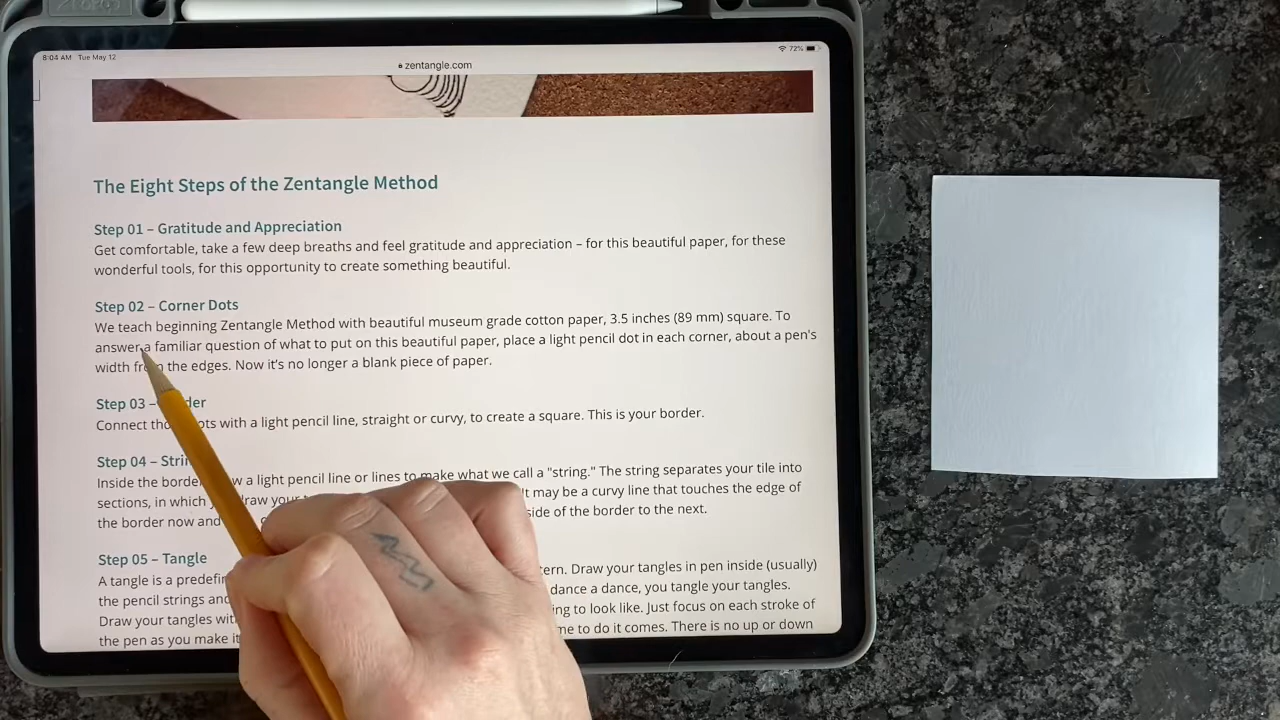 8:04 AM Tue May 12
72%
zentangle.com
The Eight Steps of the Zentangle Method
Step 01 – Gratitude and Appreciation
Get comfortable, take a few deep breaths and feel gratitude and appreciation – for this beautiful paper, for these
wonderful tools, for this opportunity to create something beautiful.
Step 02 – Corner Dots
We teach beginning Zentangle Method with beautiful museum grade cotton paper, 3.5 inches (89 mm) square. To
answer a familiar question of what to put on this beautiful paper, place a light pencil dot in each corner, about a pen's
width from the edges. Now it's no longer a blank piece of paper.
Step 03 –
Connect dots with a light pencil line, straight or curvy, to create a square. This is your border.
Step 04 –
Inside the border a light pencil line or lines to make what we call a "string." The string separates your tile into
sections, in which draw your It may be a curvy line that touches the edge of
the border now and side of the border to the next.
Step 05 – Tangle
A tangle is a Draw your tangles in pen inside (usually)
the pencil strings dance a dance, you tangle your tangles.
Draw your tangles to look like. Just focus on each stroke of
the pen as you make it to do it comes. There is no up or down